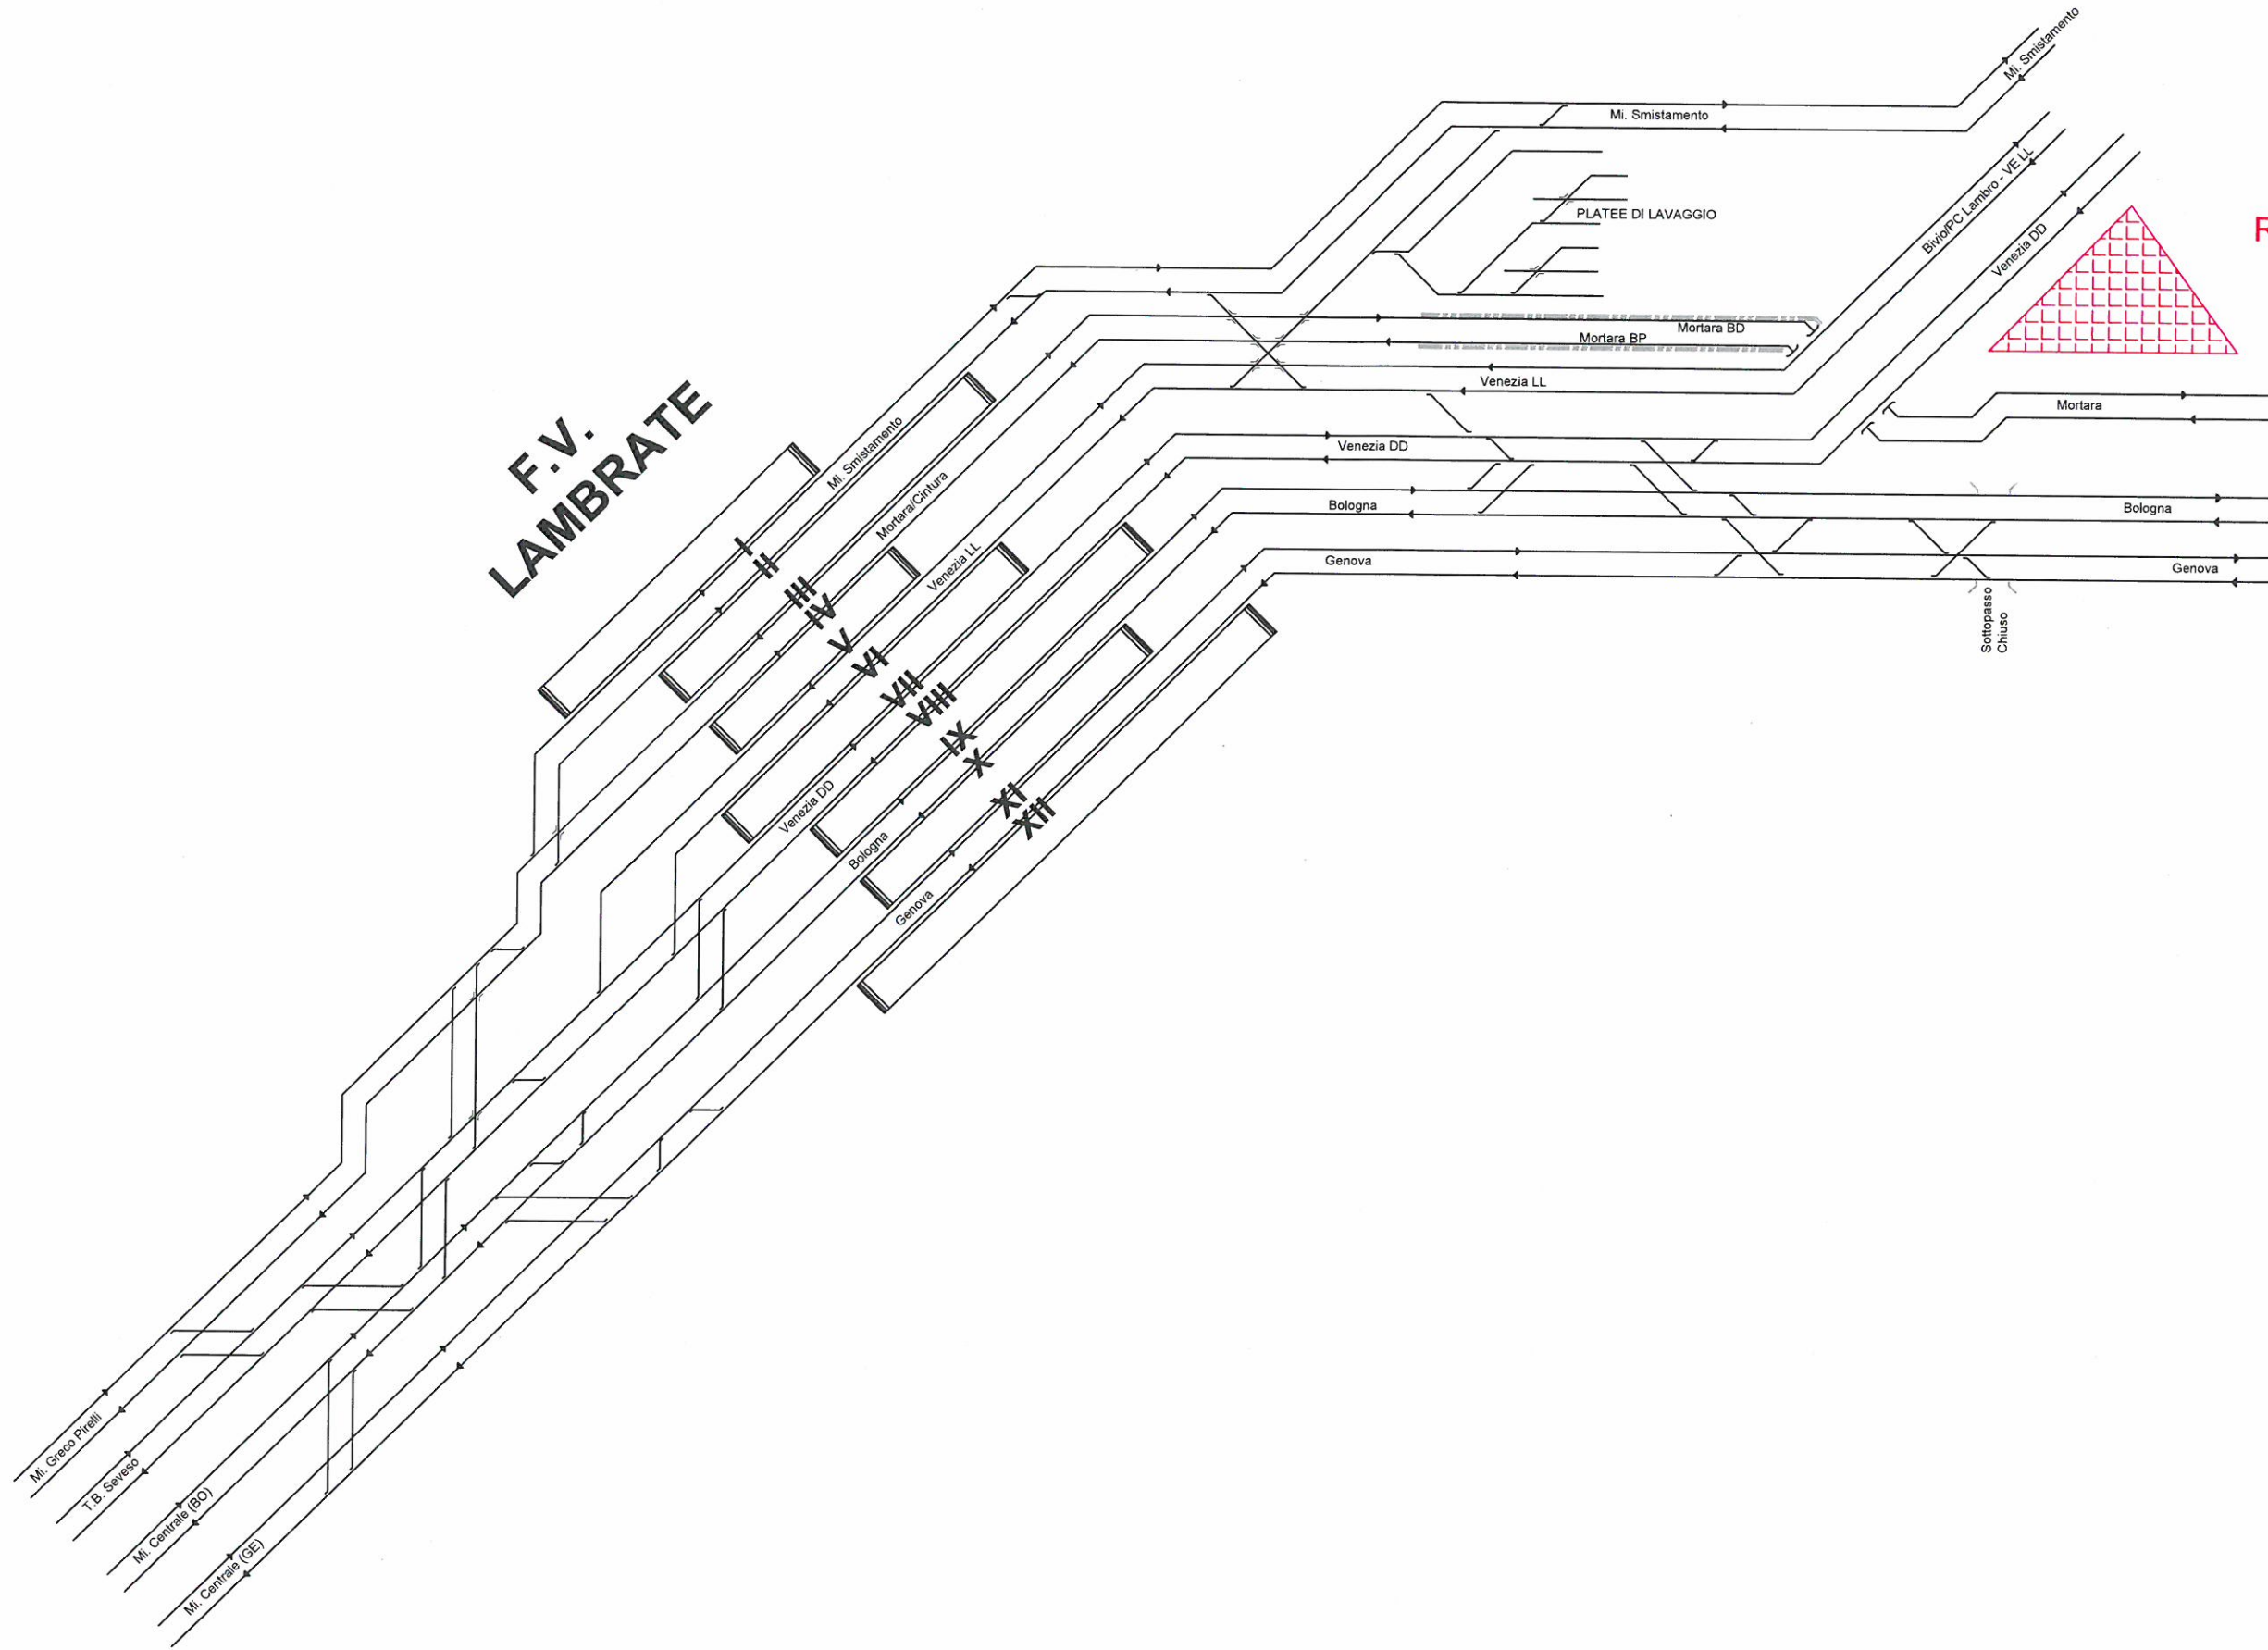 Mi. Smistamento
Mi. Smistamento
PLATEE DI LAVAGGIO
Bivio/PC Lambro - VE LL
Venezia DD
R
Mortara BD
Mortara BP
Venezia LL
Mortara
Venezia DD
Bologna
Bologna
Genova
Genova
Sottopasso
Chiuso
F.V.
LAMBRATE
Mi. Smistamento
Mortara/Cintura
Venezia LL
I
II
III
IV
V
VI
VII
VIII
IX
X
XI
XII
Venezia DD
Bologna
Genova
Mi. Greco Pirelli
T.B. Seveso
Mi. Centrale (BO)
Mi. Centrale (GE)